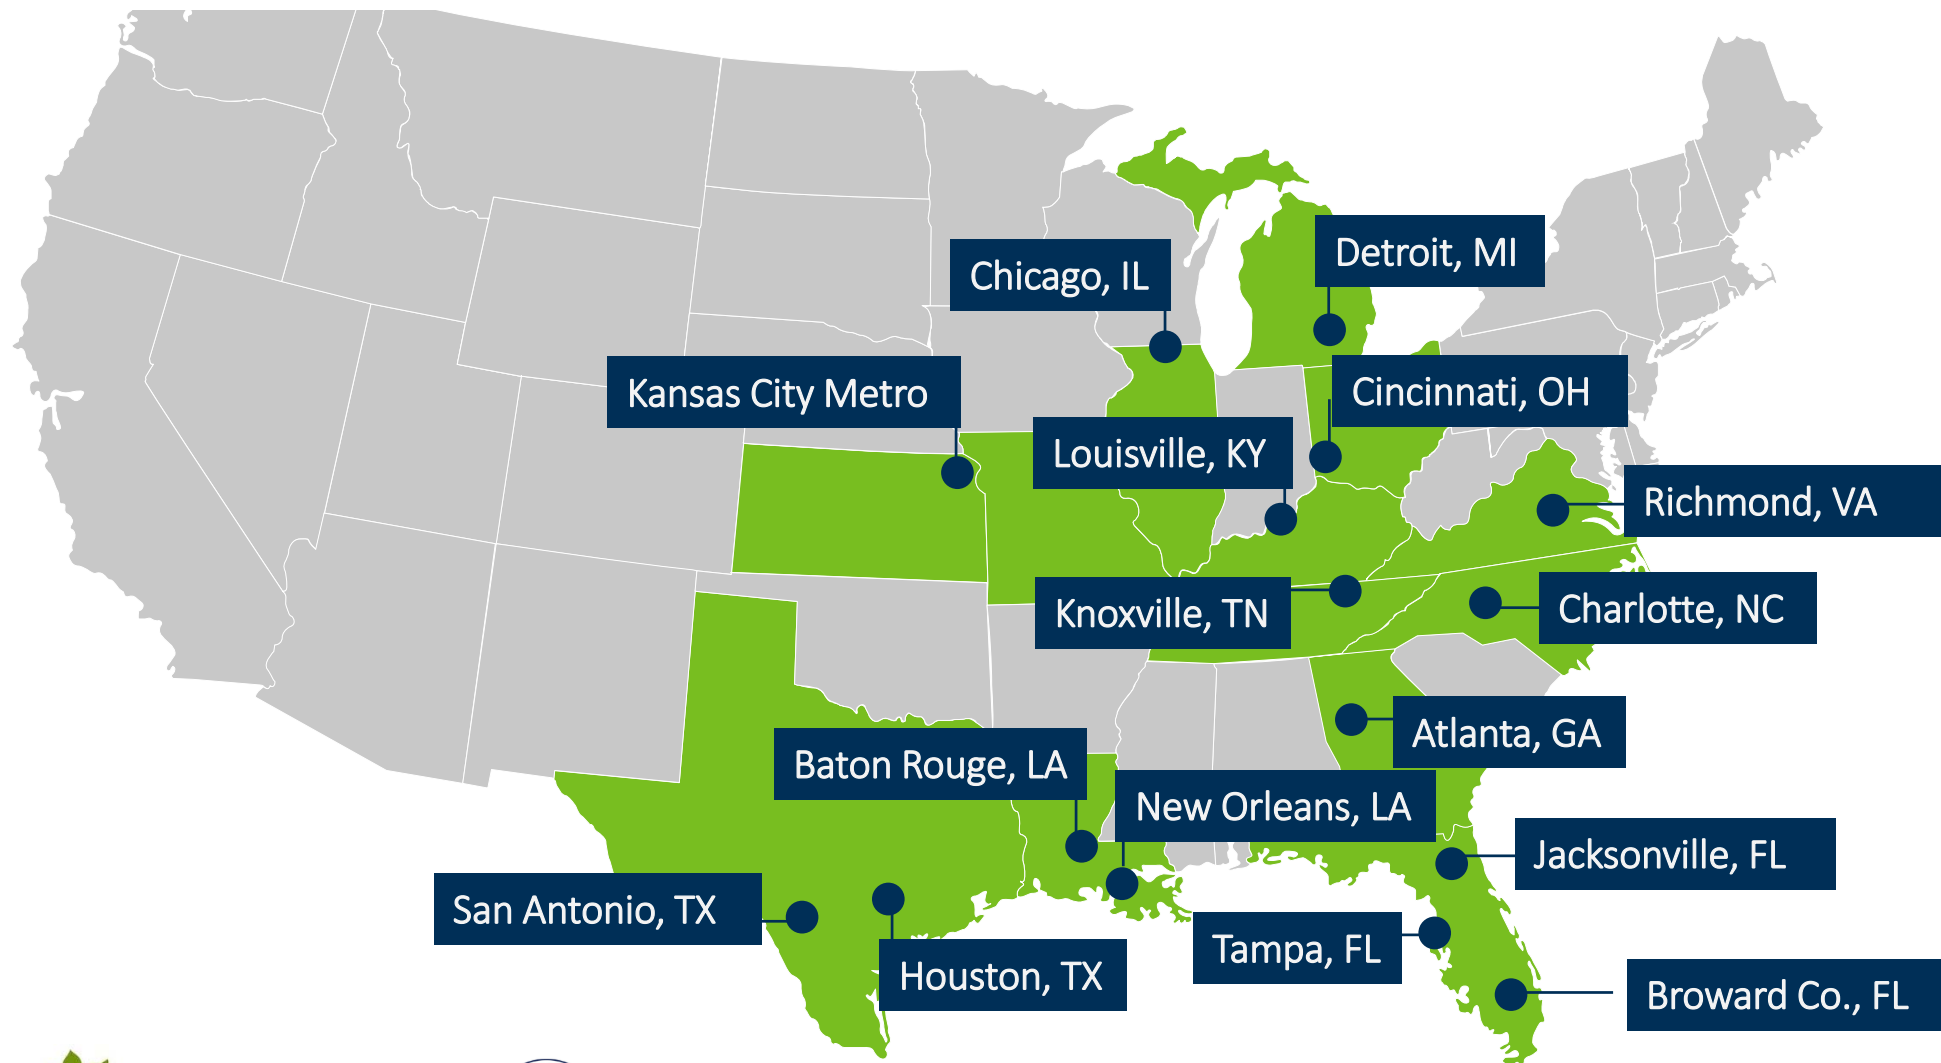 Detroit, MI
Chicago, IL
Kansas City Metro
Cincinnati, OH
Louisville, KY
Richmond, VA
Knoxville, TN
Charlotte, NC
Atlanta, GA
Baton Rouge, LA
New Orleans, LA
Jacksonville, FL
San Antonio, TX
Tampa, FL
Houston, TX
Broward Co., FL